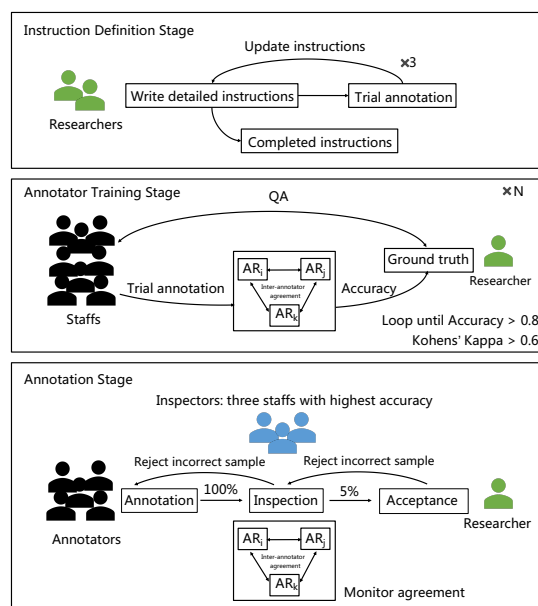 Instruction Definition Stage
Update instructions
×3
Write detailed instructions
Trial annotation
Researchers
Completed instructions
Annotator Training Stage
×N
QA
ARi
ARj
Inter-annotator
agreement
ARk
Ground truth
Trial annotation
Accuracy
Researcher
Staffs
Loop until Accuracy > 0.8
Kohens' Kappa > 0.6
Annotation Stage
Inspectors: three staffs with highest accuracy
Reject incorrect sample
Reject incorrect sample
Annotation
100%
Inspection
5%
Acceptance
Annotators
Researcher
ARi
ARj
Inter-annotator
agreement
ARk
Monitor agreement